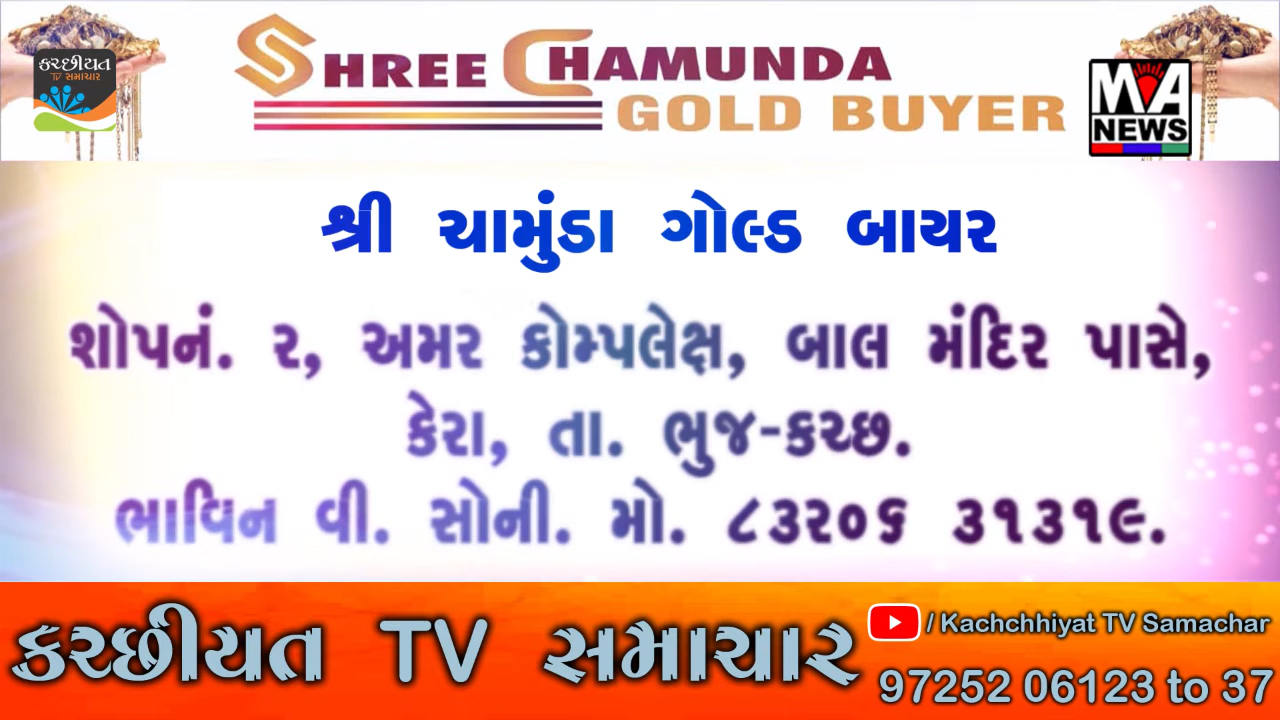 કચ્છીયત
TV સમાચાર
SHREE CHAMUNDA
GOLD BUYER
MA
NEWS
શ્રી ચામુંડા ગોલ્ડ બાયર
શોપનં. ૨, અમર કોમ્પલેક્ષ, બાલ મંદિર પાસે,
કેરા, તા. ભુજ-કચ્છ.
ભાવિન વી. સોની. મો. ૮૩૨૦૬ ૩૧૩૧૯.
કચ્છીયત TV સમાચાર
/ Kachchhiyat TV Samachar
97252 06123 to 37